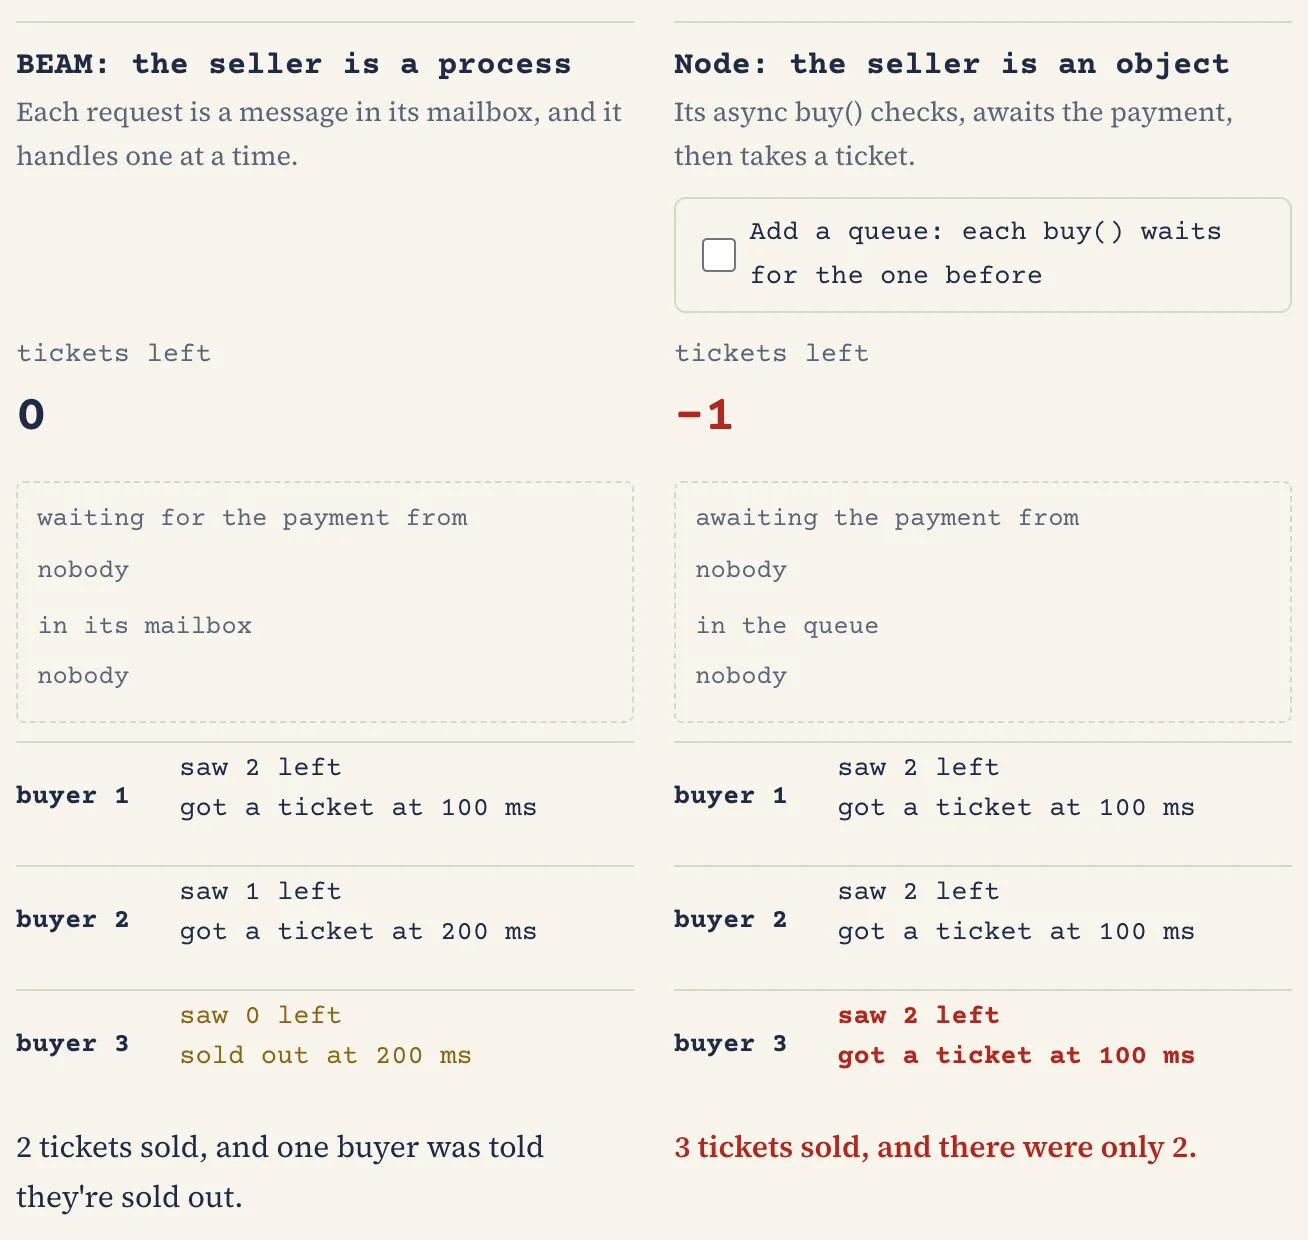 BEAM: the seller is a process
Each request is a message in its mailbox, and it
handles one at a time.
tickets left
0
waiting for the payment from
nobody
in its mailbox
nobody
buyer 1
saw 2 left
got a ticket at 100 ms
buyer 2
saw 1 left
got a ticket at 200 ms
buyer 3
saw 0 left
sold out at 200 ms
2 tickets sold, and one buyer was told
they're sold out.
Node: the seller is an object
Its async buy() checks, awaits the payment,
then takes a ticket.
Add a queue: each buy() waits
for the one before
tickets left
−1
awaiting the payment from
nobody
in the queue
nobody
buyer 1
saw 2 left
got a ticket at 100 ms
buyer 2
saw 2 left
got a ticket at 100 ms
buyer 3
saw 2 left
got a ticket at 100 ms
3 tickets sold, and there were only 2.